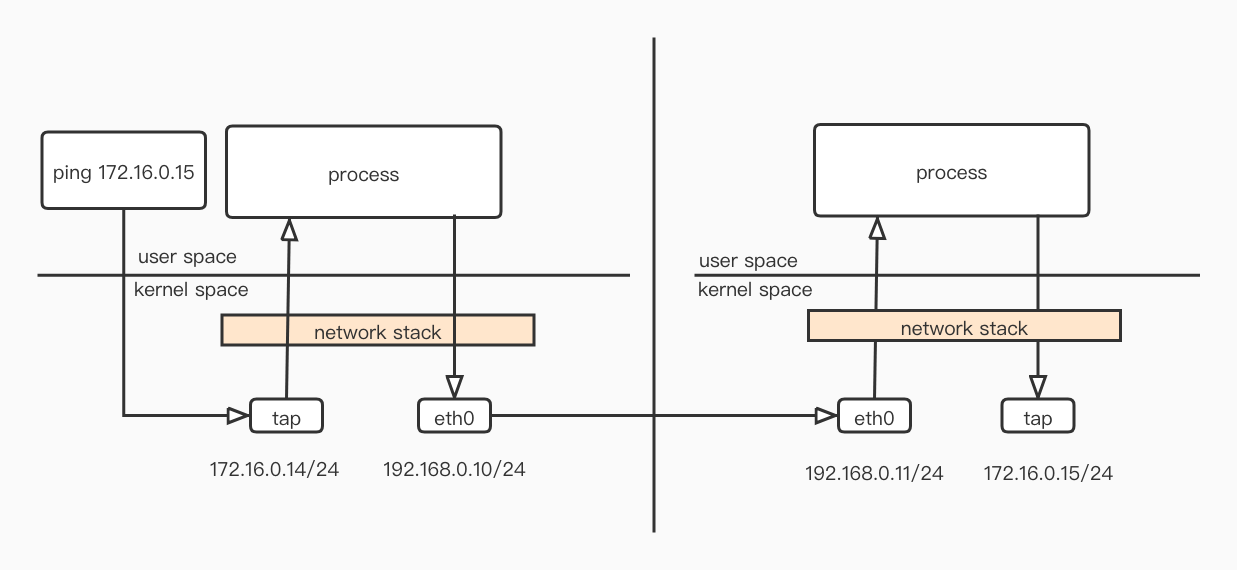 ping 172.16.0.15
process
user space
kernel space
network stack
tap
eth0
172.16.0.14/24
192.168.0.10/24
process
user space
kernel space
network stack
eth0
tap
192.168.0.11/24
172.16.0.15/24